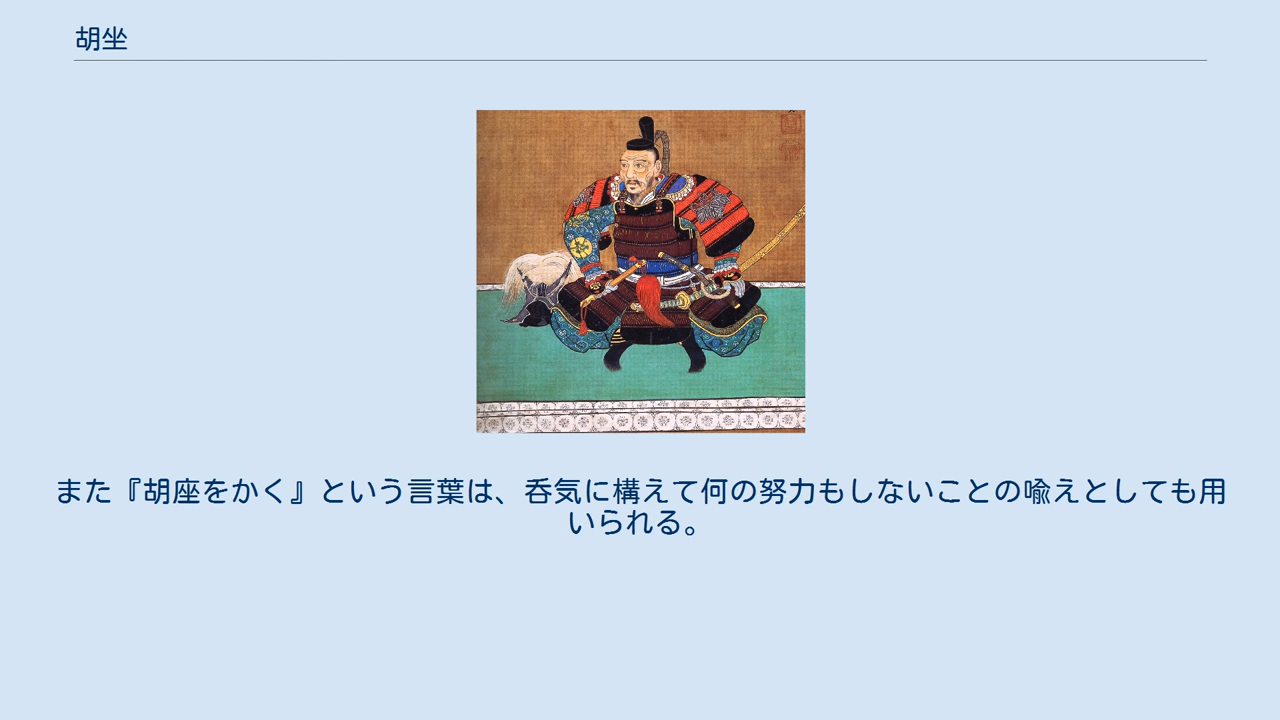 胡坐
また『胡座をかく』という言葉は、呑気に構えて何の努力もしないことの喩えとしても用
いられる。